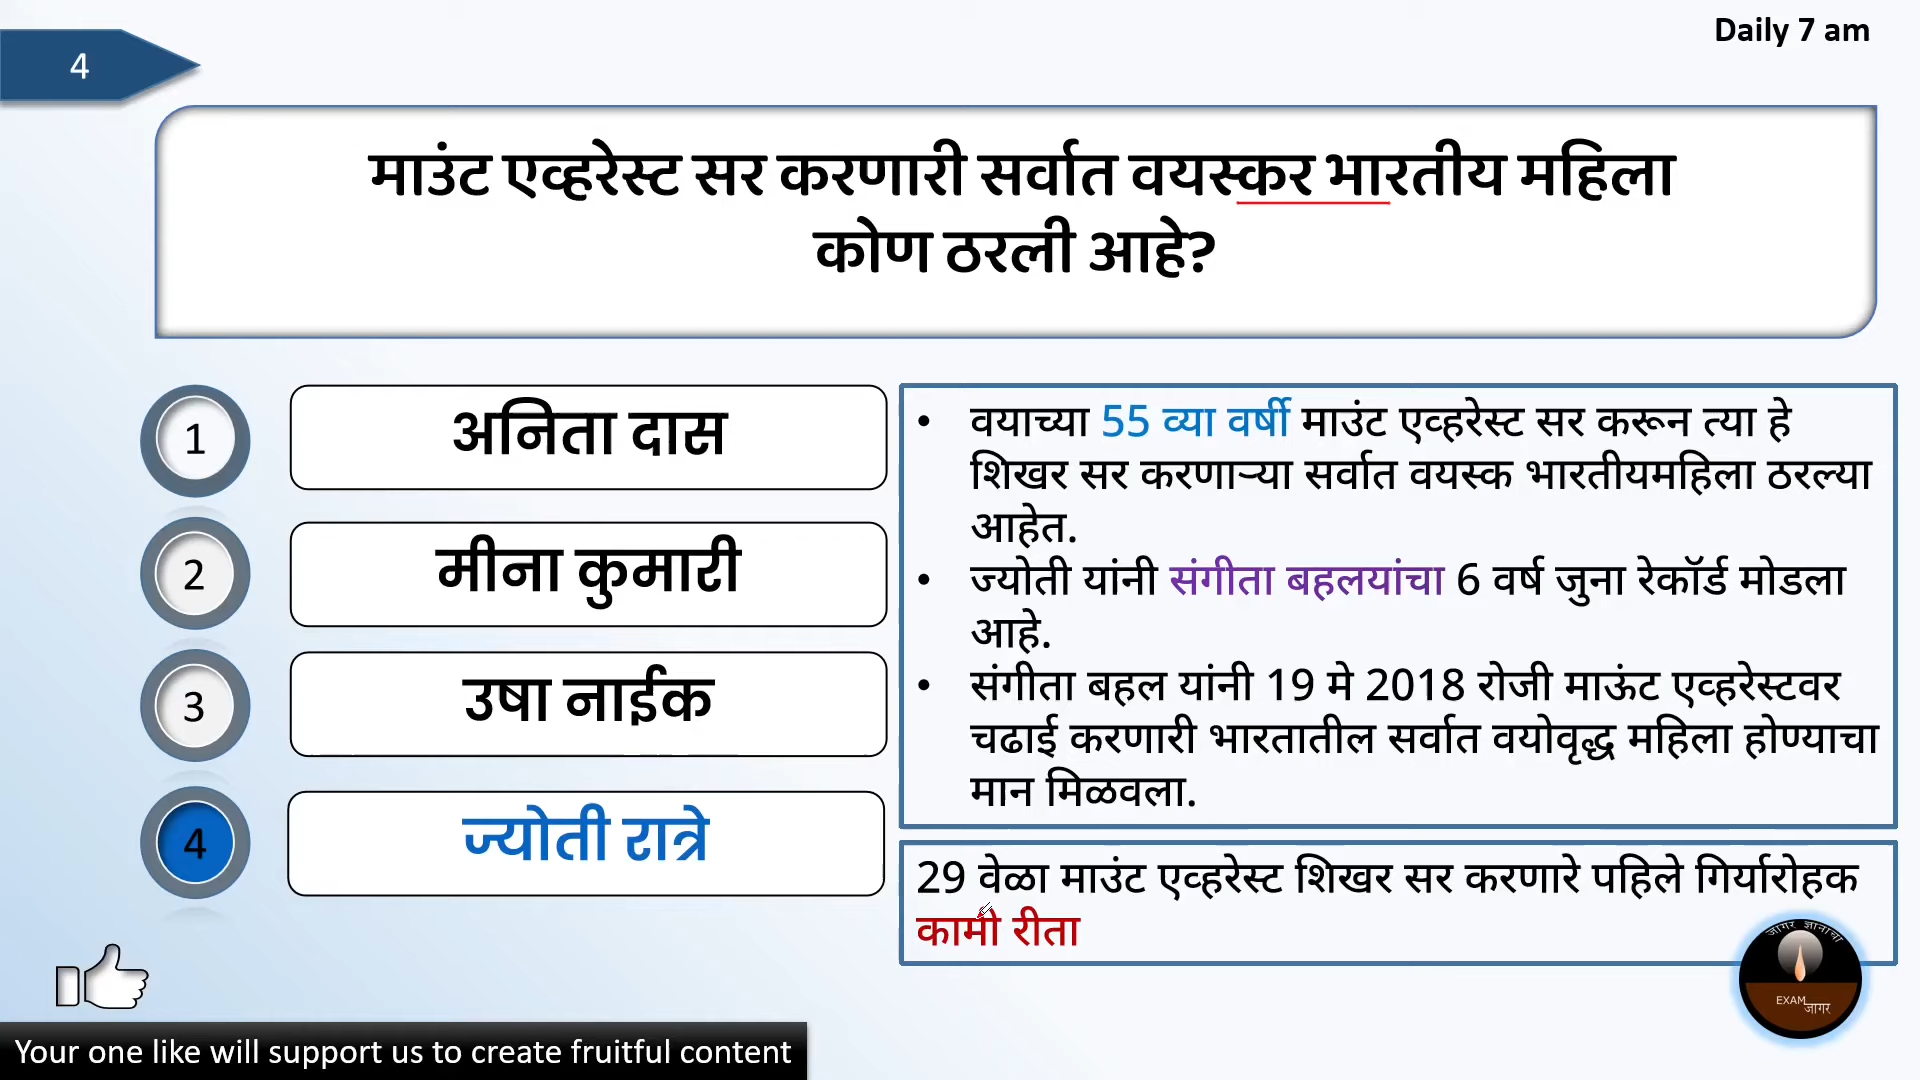 Daily 7 am
4
माउंट एव्हरेस्ट सर करणारी सर्वात वयस्कर भारतीय महिला
कोण ठरली आहे?
1
अनिता दास
2
मीना कुमारी
3
उषा नाईक
4
ज्योती रात्रे
• वयाच्या 55 व्या वर्षी माउंट एव्हरेस्ट सर करून त्या हे
शिखर सर करणाऱ्या सर्वात वयस्क भारतीयमहिला ठरल्या
आहेत.
• ज्योती यांनी संगीता बहलयांचा 6 वर्ष जुना रेकॉर्ड मोडला
आहे.
• संगीता बहल यांनी 19 मे 2018 रोजी माऊंट एव्हरेस्टवर
चढाई करणारी भारतातील सर्वात वयोवृद्ध महिला होण्याचा
मान मिळवला.
29 वेळा माउंट एव्हरेस्ट शिखर सर करणारे पहिले गिर्यारोहक
कामी रीता
जागर ज्ञानाचा
EXAM
जागर
Your one like will support us to create fruitful content